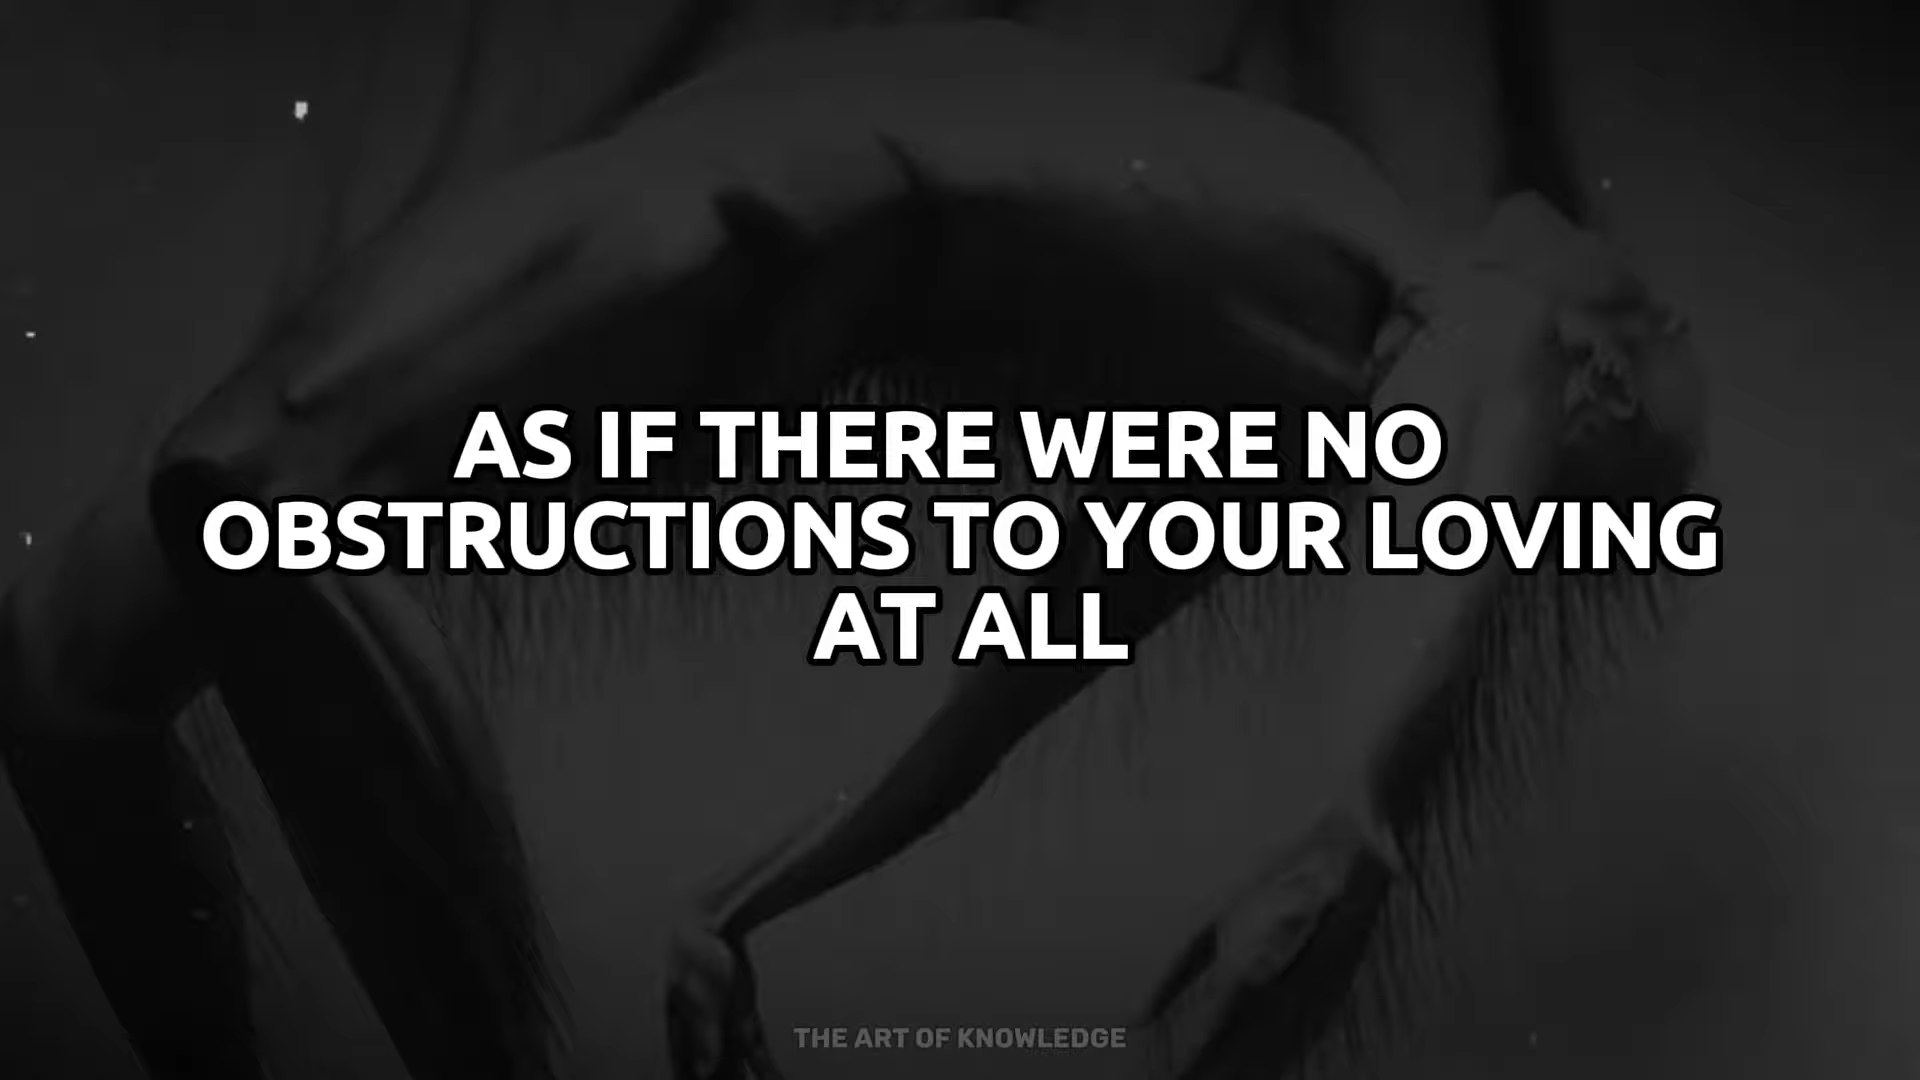 AS IF THERE WERE NO
OBSTRUCTIONS TO YOUR LOVING
AT ALL
THE ART OF KNOWLEDGE